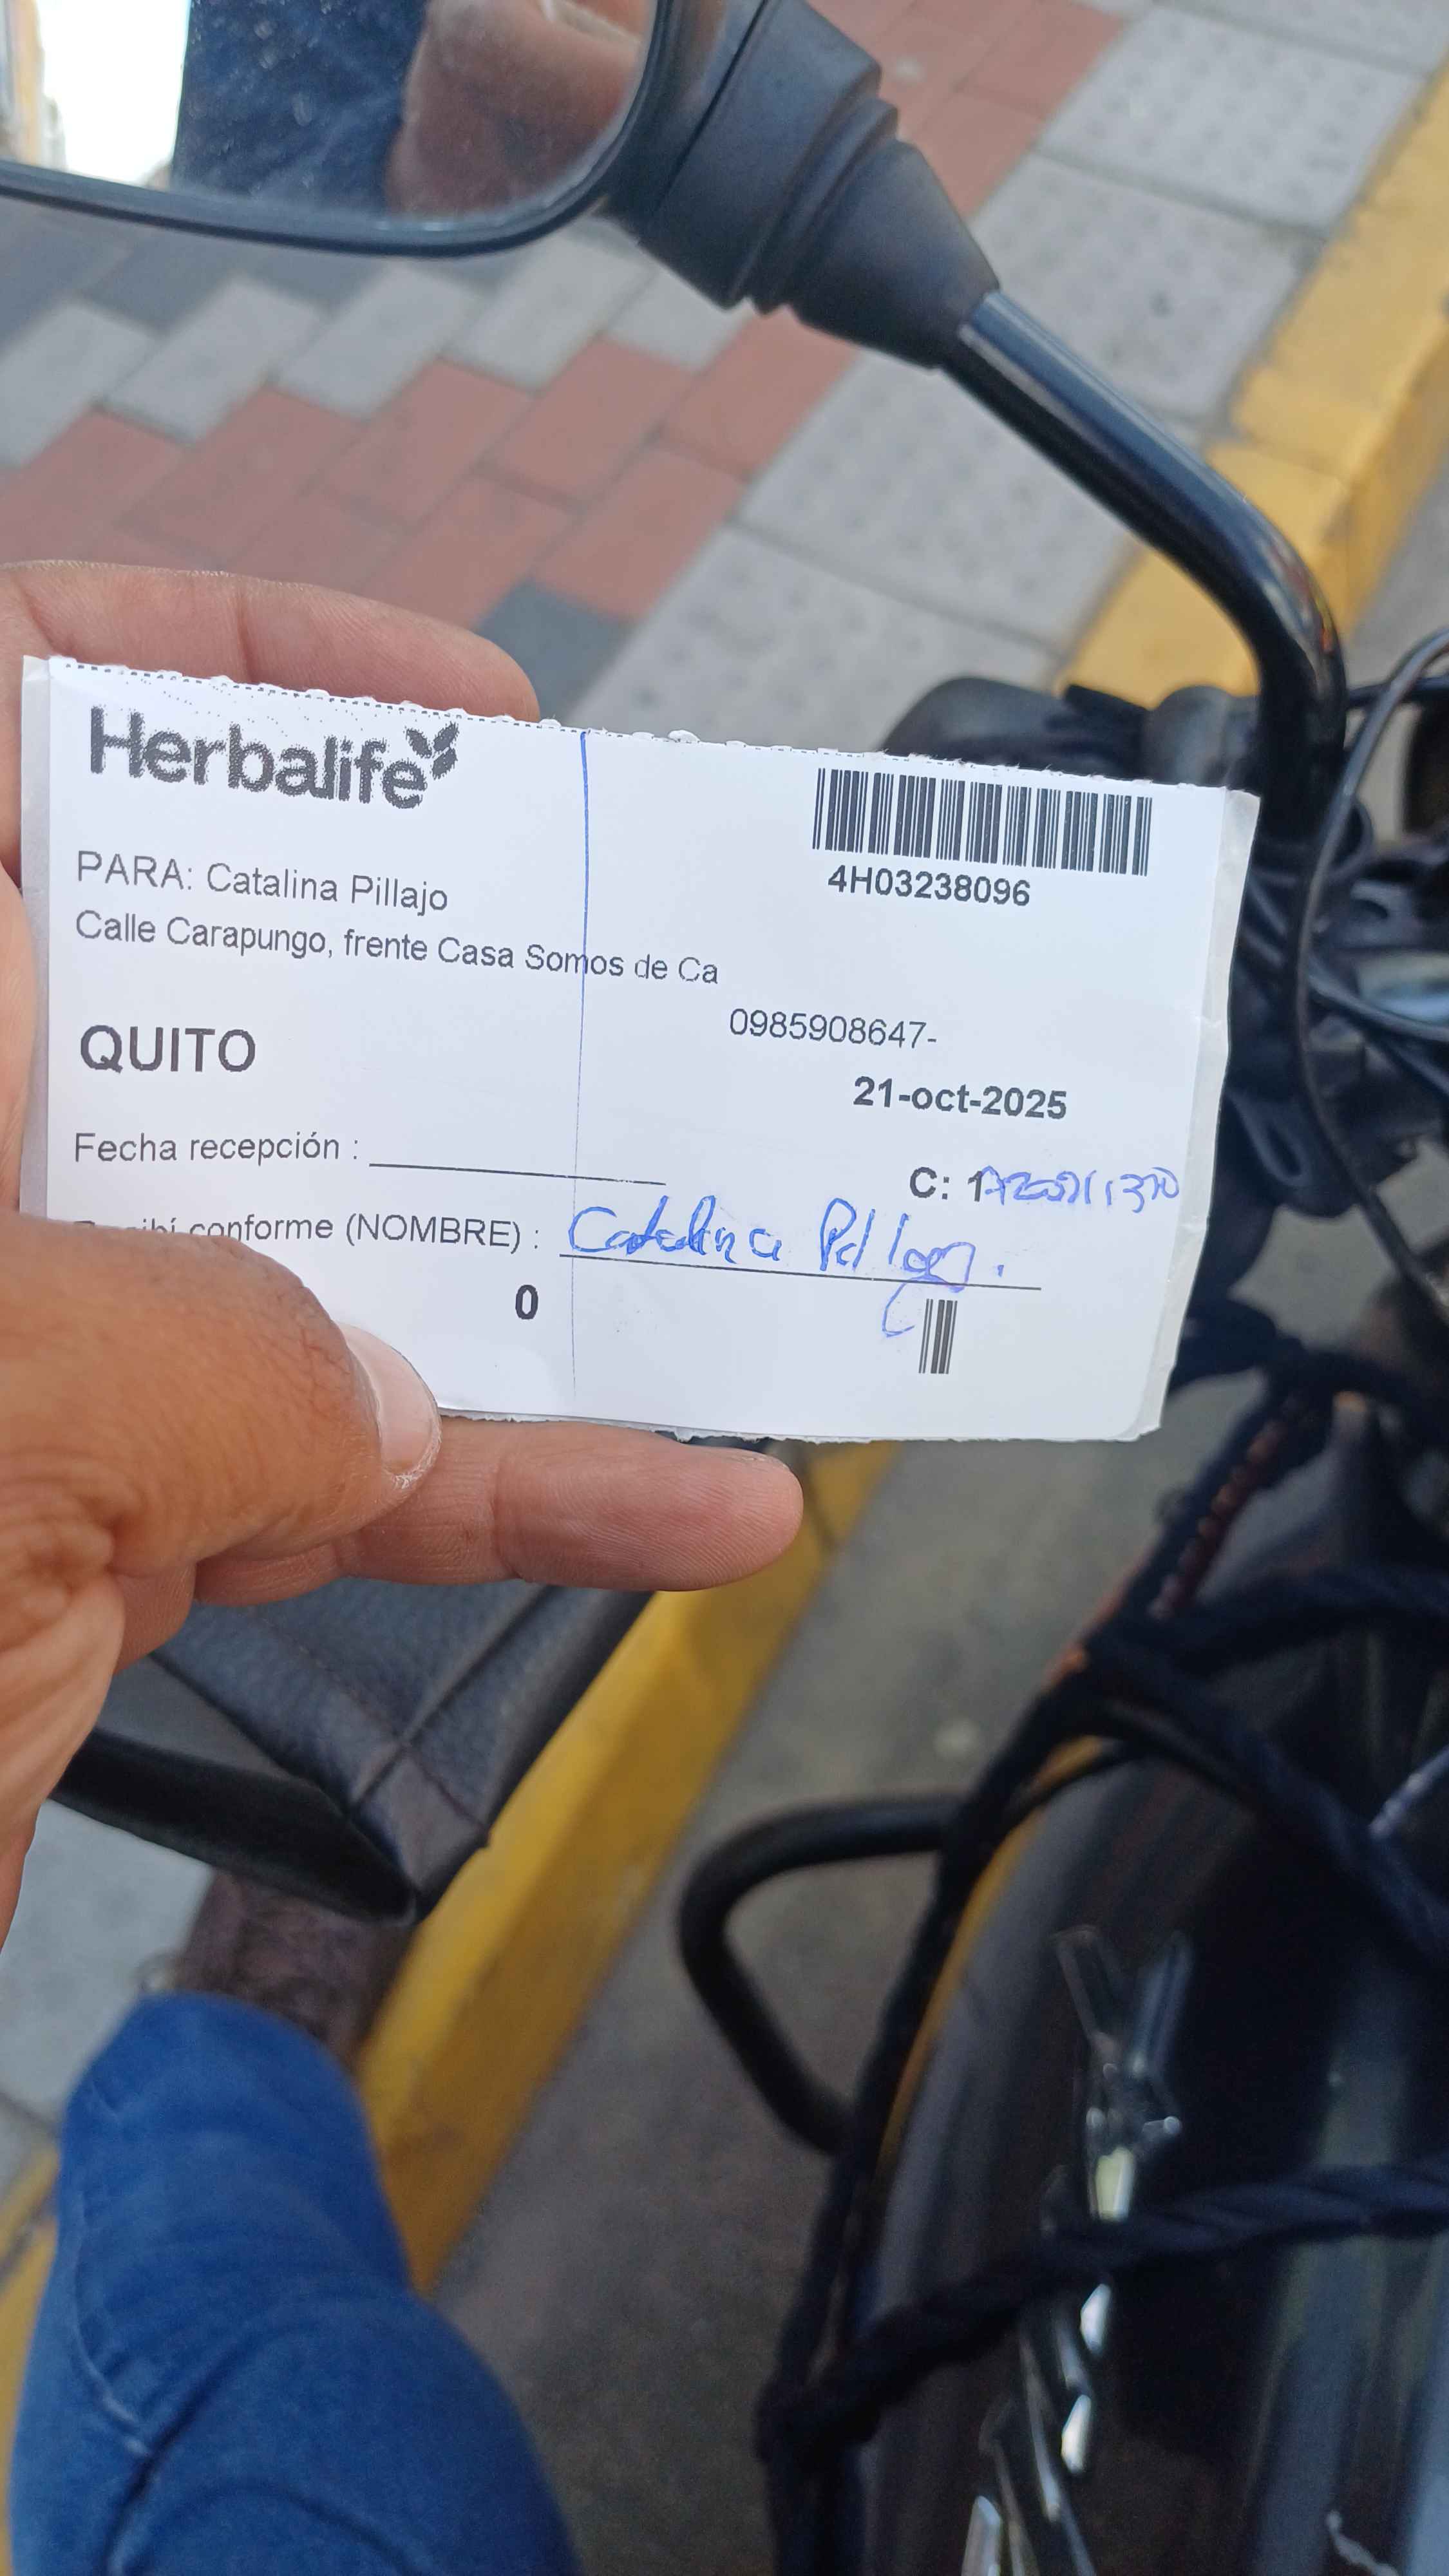 Herbalife
4H03238096
PARA: Catalina Pillajo
Calle Carapungo, frente Casa Somos de Ca
0985908647-
QUITO
21-oct-2025
Fecha recepción :
C: 1
conforme (NOMBRE) : Catalina
0